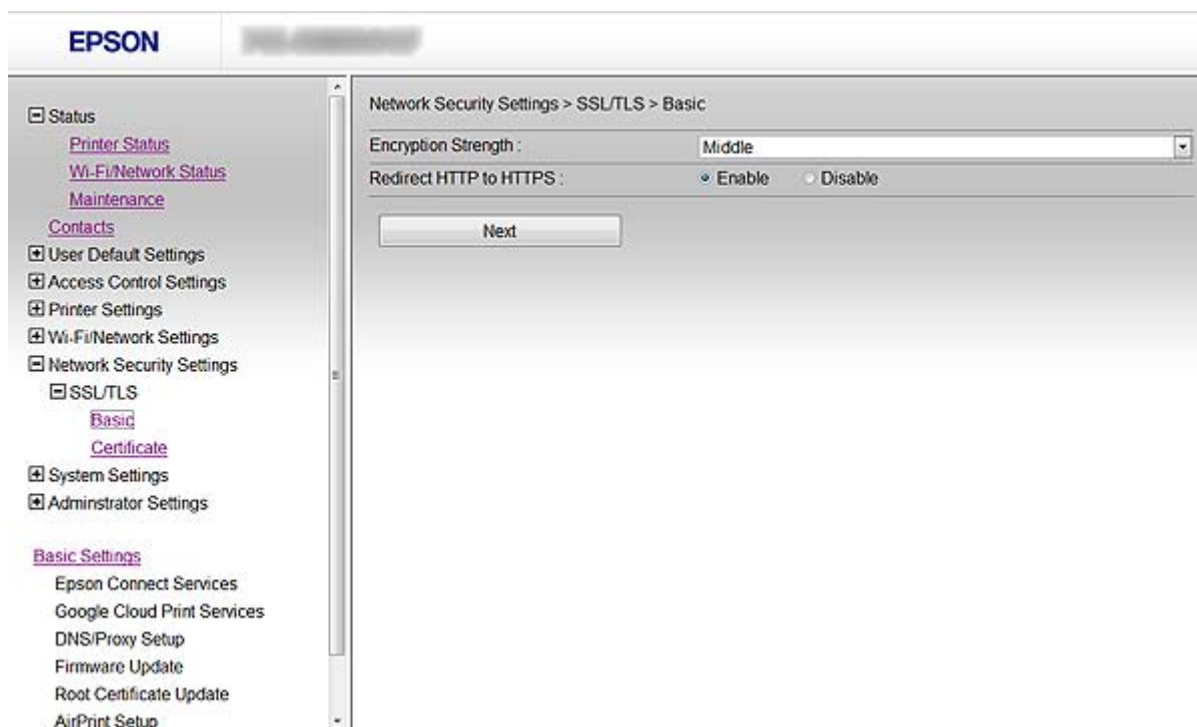 EPSON
Status
Printer Status
Wi-Fi/Network Status
Maintenance
Contacts
User Default Settings
Access Control Settings
Printer Settings
Wi-Fi/Network Settings
Network Security Settings
SSL/TLS
Basic
Certificate
System Settings
Adminstrator Settings
Basic Settings
Epson Connect Services
Google Cloud Print Services
DNS/Proxy Setup
Firmware Update
Root Certificate Update
AirPrint Setup
Network Security Settings > SSL/TLS > Basic
Encryption Strength : Middle
Redirect HTTP to HTTPS : Enable Disable
Next